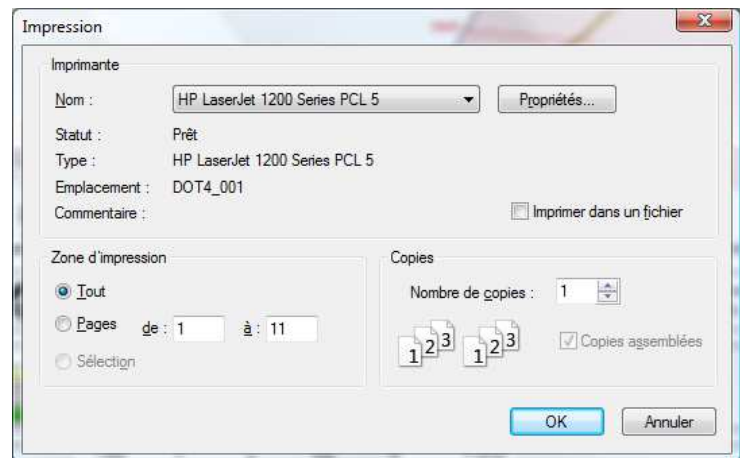 Impression
Imprimante
Nom : HP LaserJet 1200 Series PCL 5 Propriétés...
Statut : Prêt
Type : HP LaserJet 1200 Series PCL 5
Emplacement : DOT4_001
Commentaire : Imprimer dans un fichier
Zone d'impression
Tout
Pages de : 1 à : 11
Sélection
Copies
Nombre de copies : 1
1 2 3 1 2 3 Copies assemblées
OK Annuler